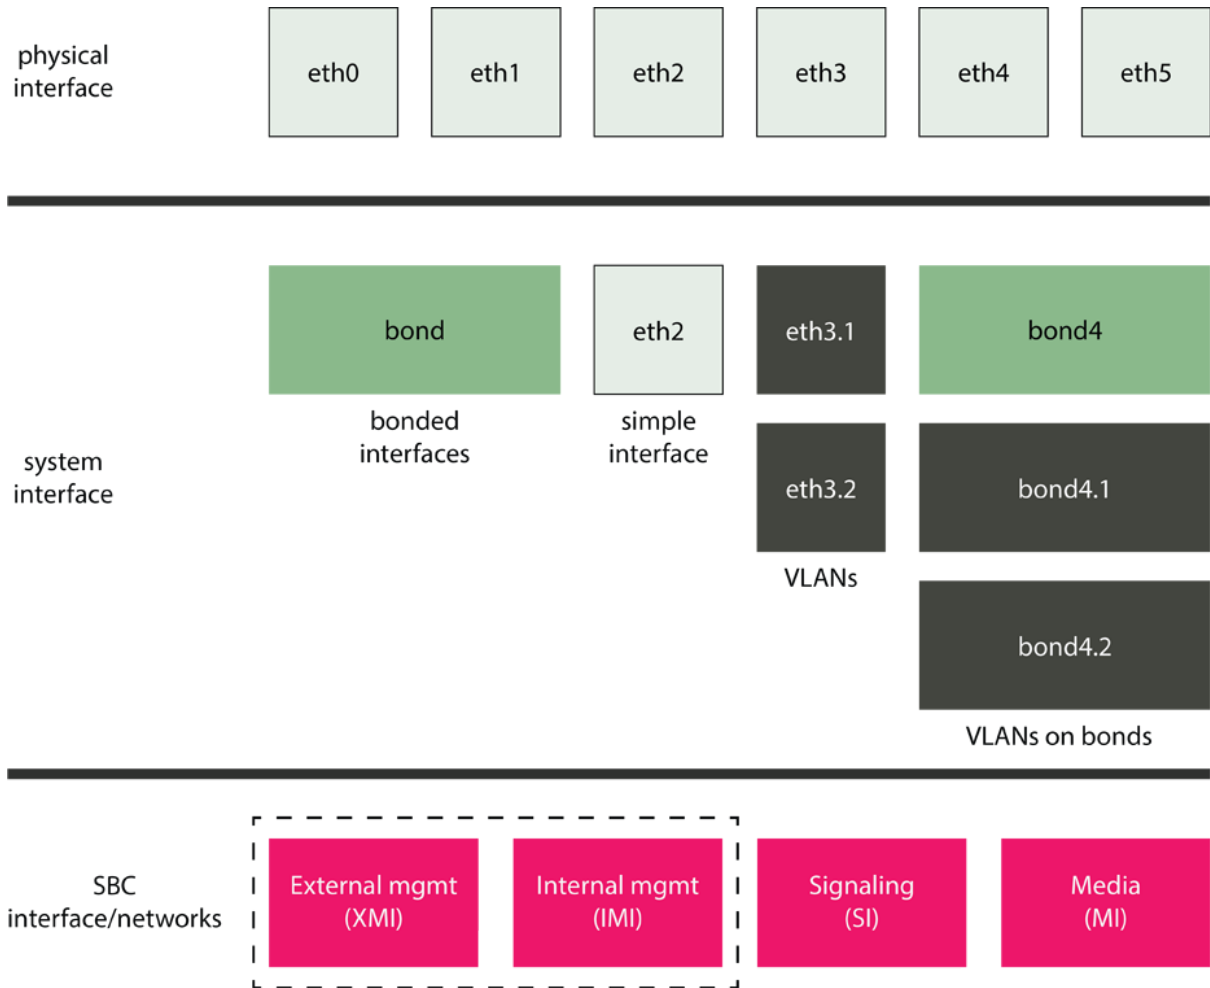 physical
interface
eth0
eth1
eth2
eth3
eth4
eth5
system
interface
bond
bonded
interfaces
eth2
simple
interface
eth3.1
eth3.2
VLANs
bond4
bond4.1
bond4.2
VLANs on bonds
SBC
interface/networks
External mgmt
(XMI)
Internal mgmt
(IMI)
Signaling
(SI)
Media
(MI)